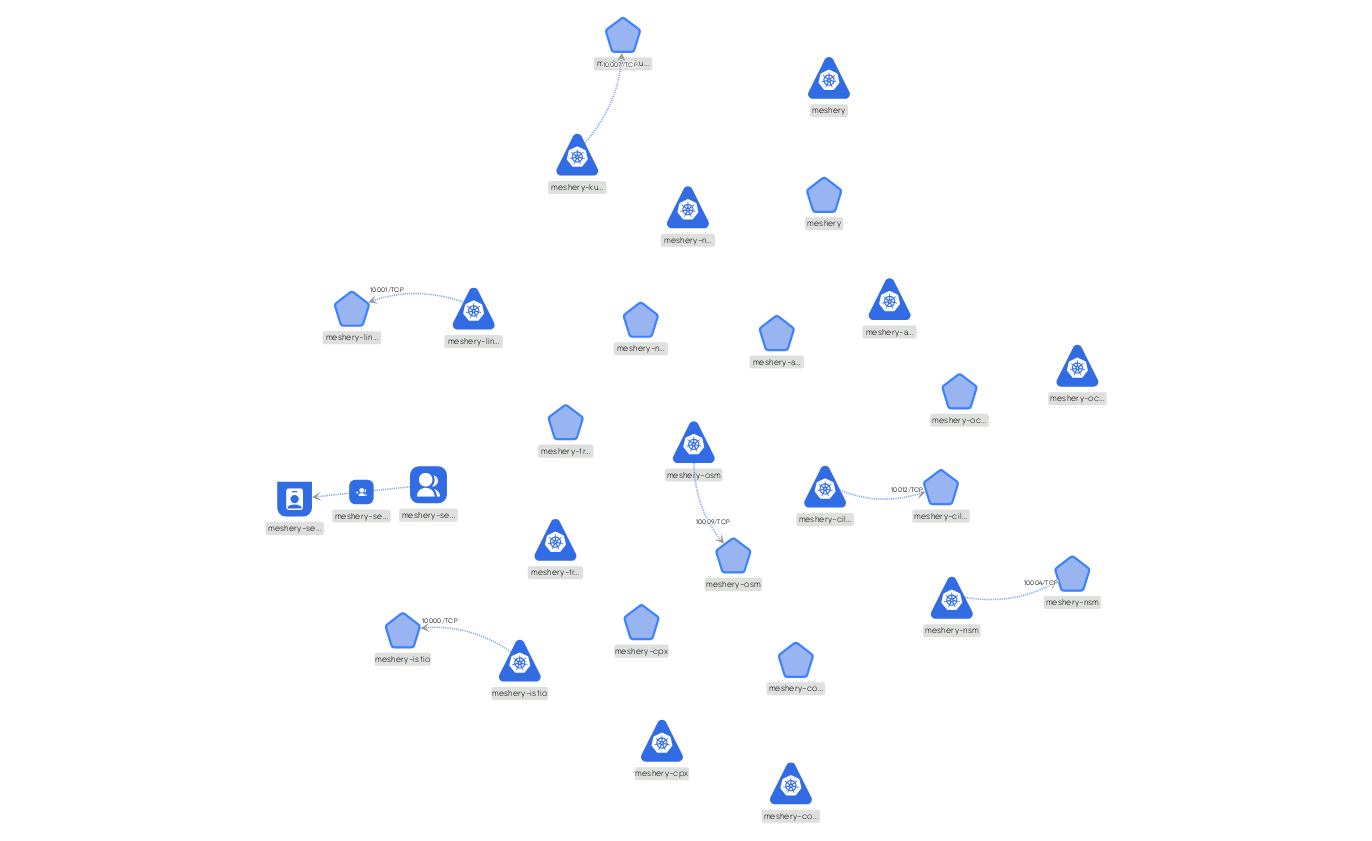 10007/TCP
meshery
meshery-ku...
meshery
meshery-n...
10001/TCP
meshery-lin...
meshery-lin...
meshery-n...
meshery-a...
meshery-a...
meshery-oc...
meshery-oc...
meshery-tr...
meshery-osm
10012/TCP
meshery-se...
meshery-se...
meshery-se...
meshery-cil...
meshery-cil...
10009/TCP
meshery-tr...
meshery-osm
10004/TCP
meshery-nsm
meshery-nsm
10000/TCP
meshery-istio
meshery-cpx
meshery-istio
meshery-co...
meshery-cpx
meshery-co...